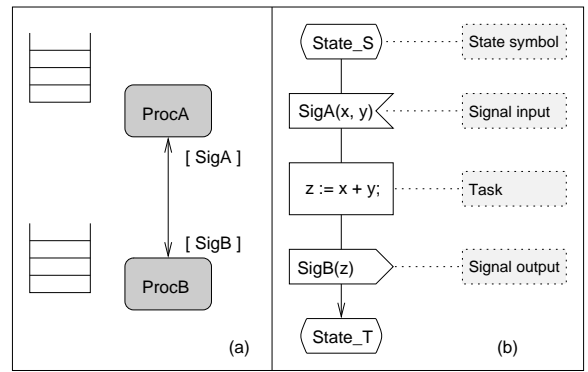 ProcA
[ SigA ]
[ SigB ]
ProcB
(a)
State_S
State symbol
SigA(x, y)
Signal input
z := x + y;
Task
SigB(z)
Signal output
State_T
(b)